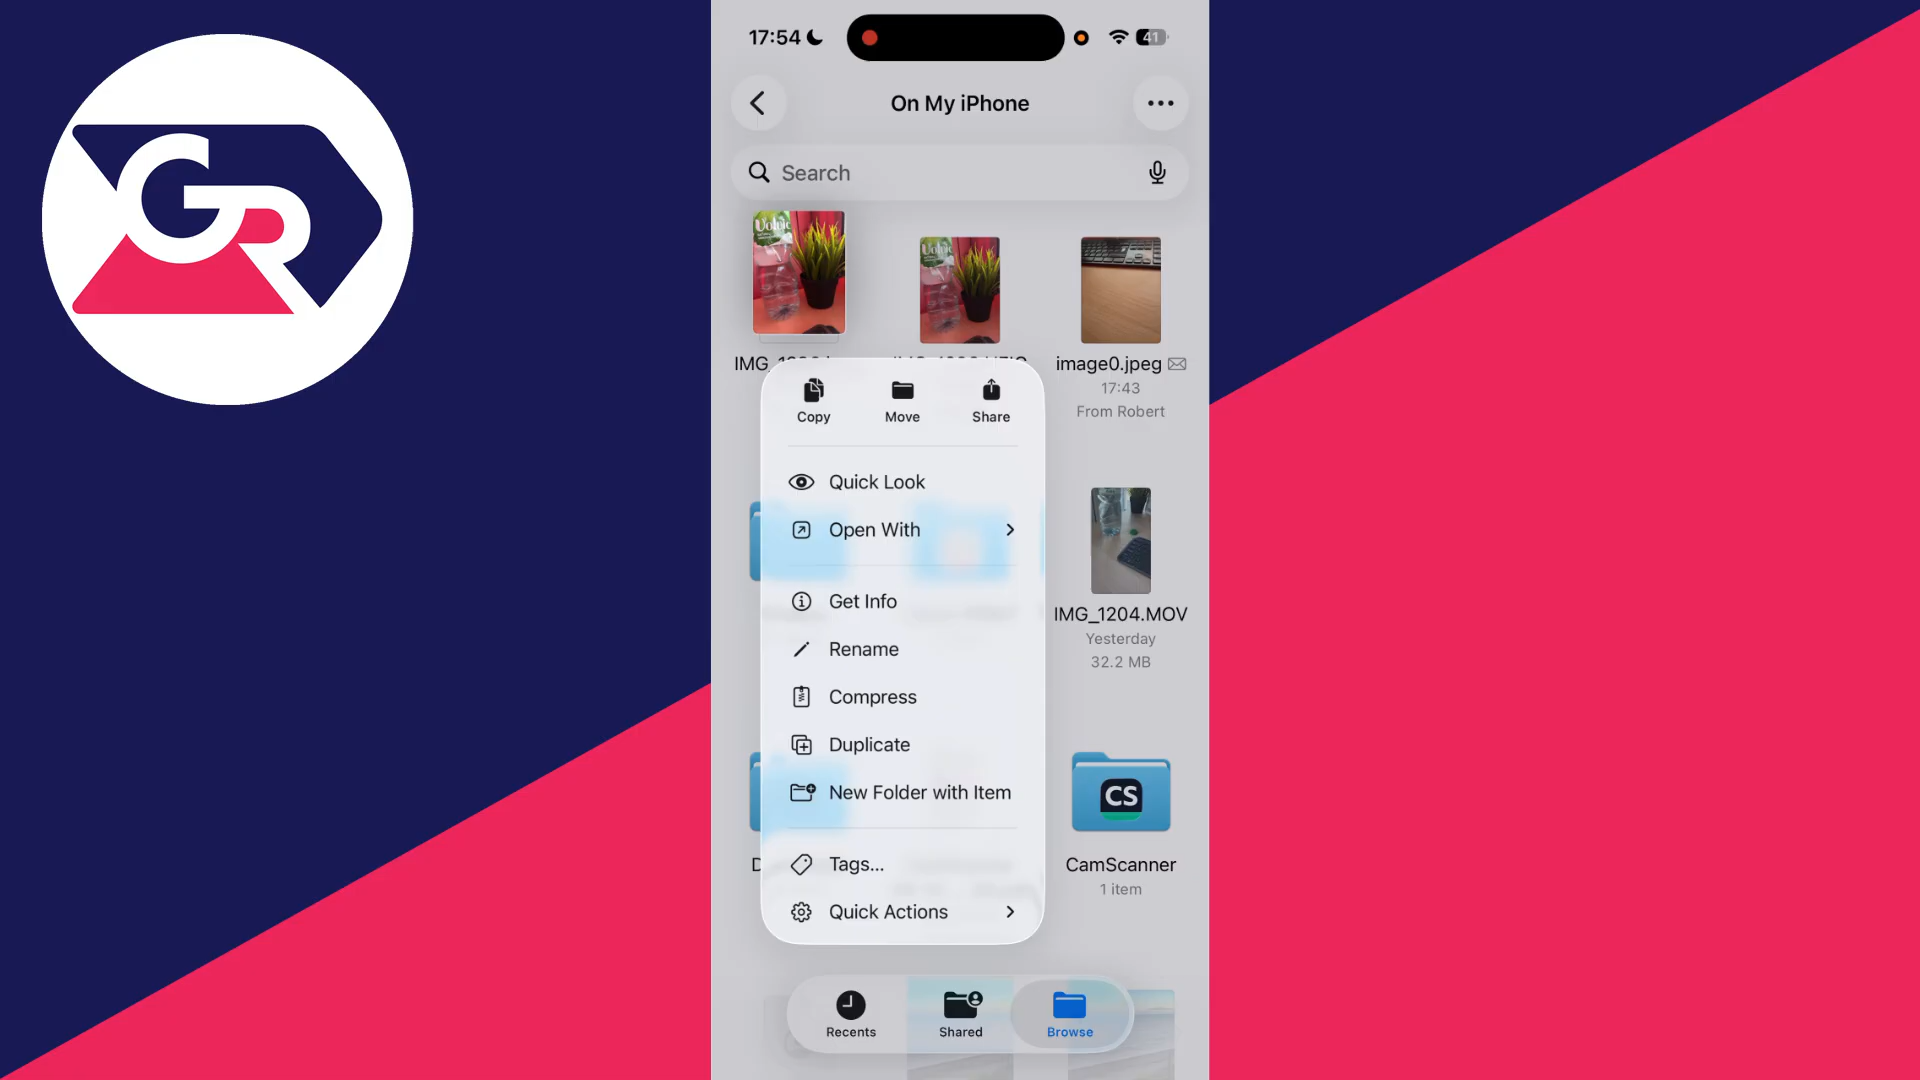 GR
17:54
41
On My iPhone
Search
image0.jpeg
17:43
From Robert
Copy
Move
Share
Quick Look
Open With
Get Info
Rename
Compress
Duplicate
New Folder with Item
Tags...
Quick Actions
IMG_1204.MOV
Yesterday
32.2 MB
CS
CamScanner
1 item
Recents
Shared
Browse